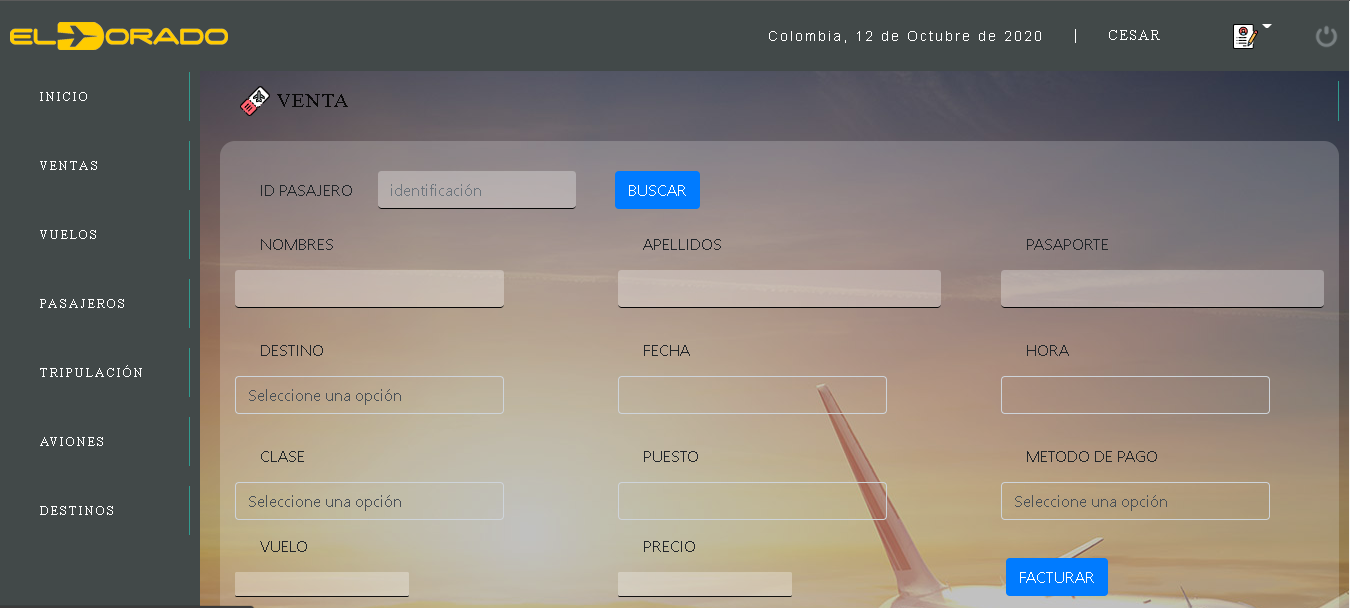 EL DORADO
Colombia, 12 de Octubre de 2020 | CESAR
INICIO
VENTAS
VUELOS
PASAJEROS
TRIPULACIÓN
AVIONES
DESTINOS
VENTA
ID PASAJERO identificación BUSCAR
NOMBRES APELLIDOS PASAPORTE
DESTINO FECHA HORA
Seleccione una opción
CLASE PUESTO METODO DE PAGO
Seleccione una opción Seleccione una opción
VUELO PRECIO
FACTURAR